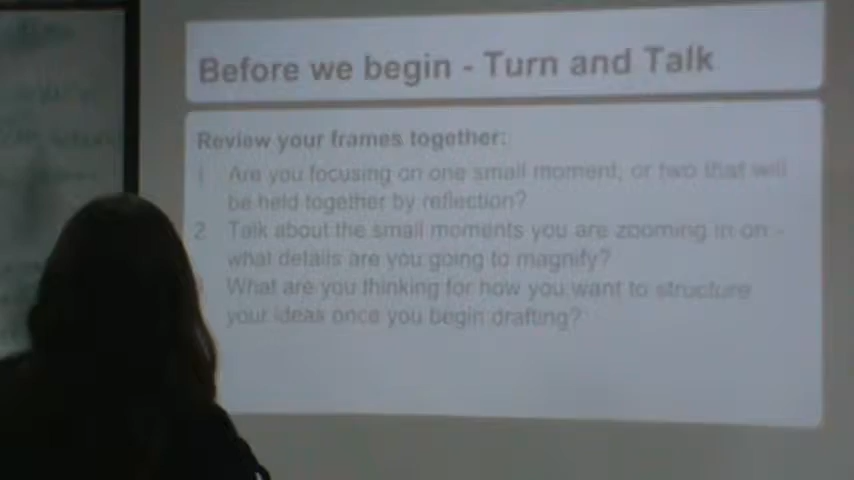 Before we begin - Turn and Talk
Review your frames together:
1 Are you focusing on one small moment, or two that will
be held together by reflection?
2 Talk about the small moments you are zooming in on -
what details are you going to magnify?
What are you thinking for how you want to structure
your ideas once you begin drafting?